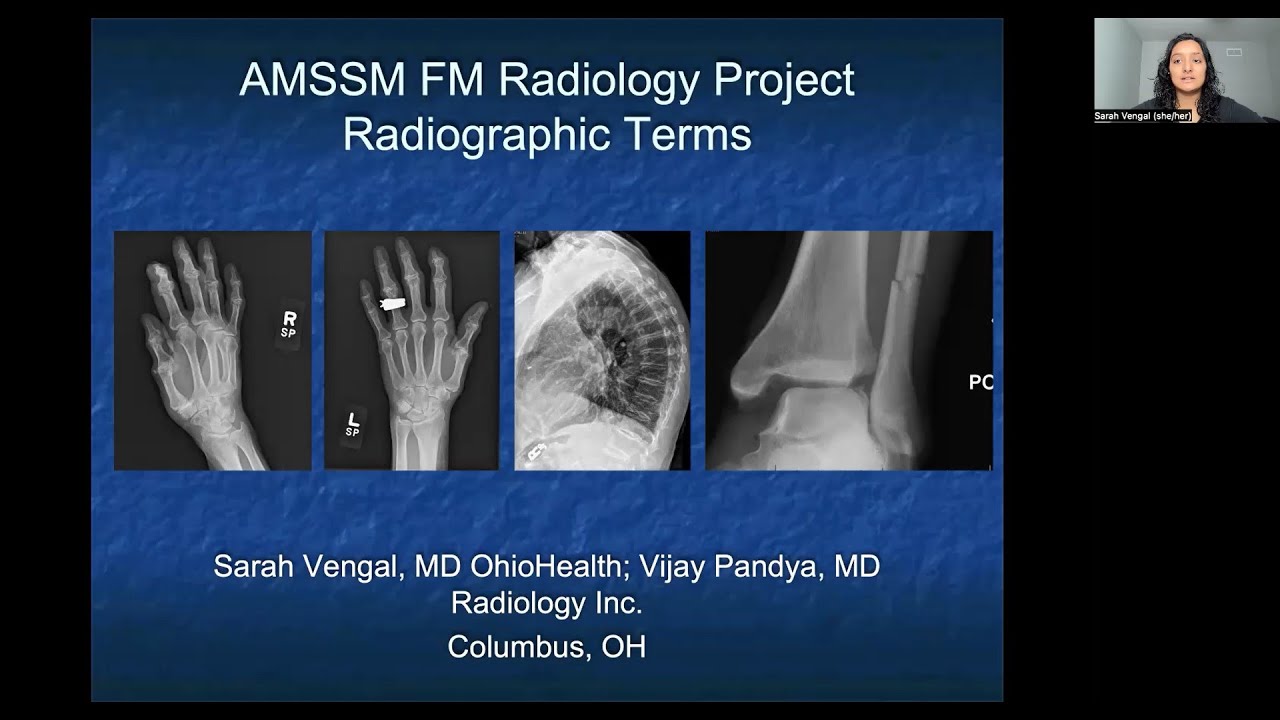 AMSSM FM Radiology Project
Radiographic Terms
R
SP
L
SP
PO
Sarah Vengal, MD OhioHealth; Vijay Pandya, MD
Radiology Inc.
Columbus, OH
Sarah Vengal (she/her)